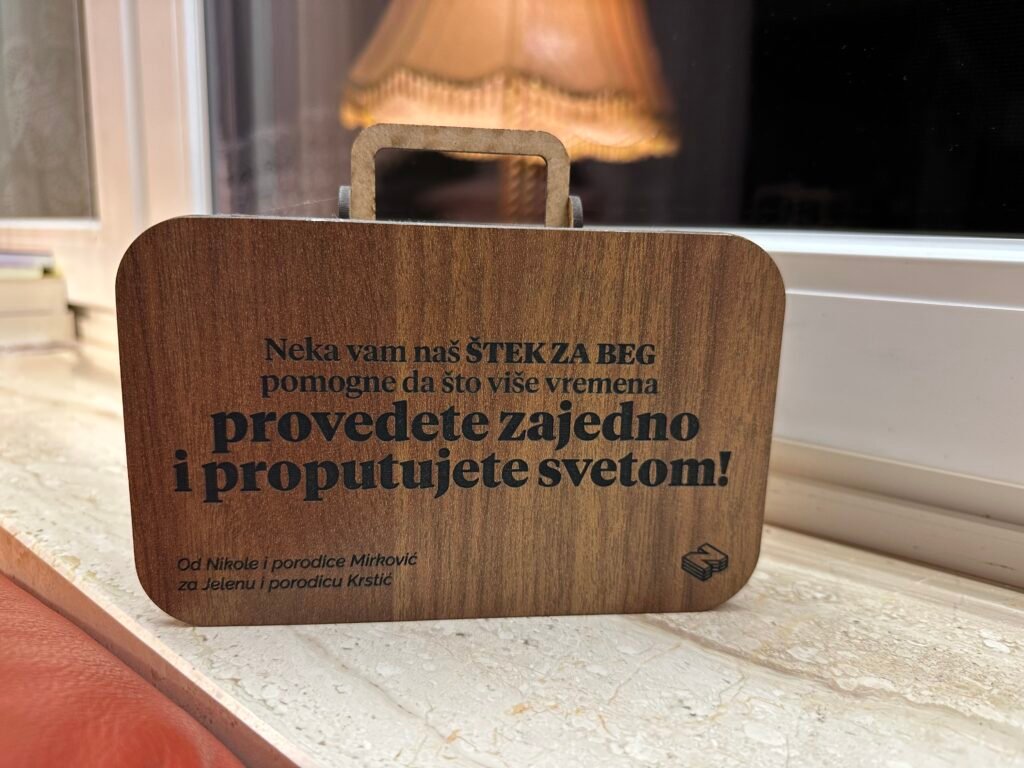 Neka vam naš ŠTEK ZA BEG
pomogne da što više vremena
provedete zajedno
i proputujete svetom!
Od Nikole i porodice Mirković
za Jelenu i porodicu Krstić